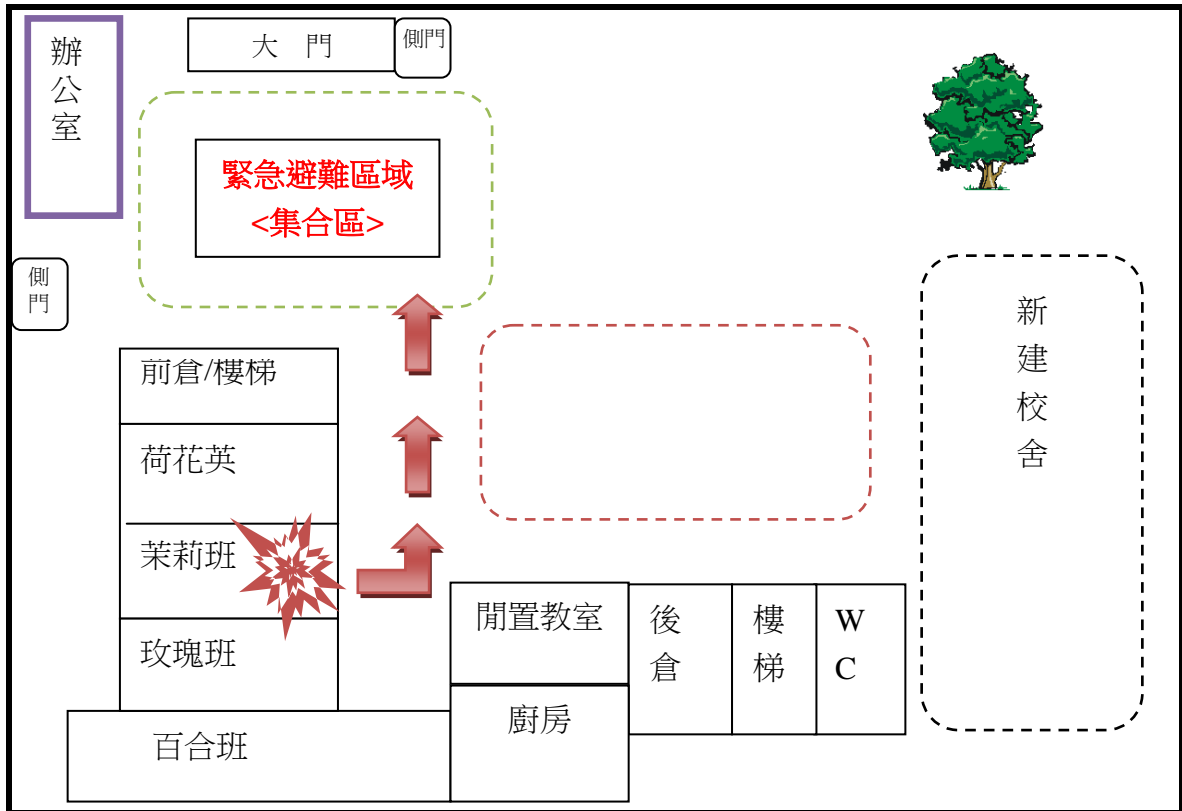 辦公室
大 門
側門
緊急避難區域
<集合區>
側門
新建校舍
前倉/樓梯
荷花英
茉莉班
玫瑰班
百合班
閒置教室
廚房
後倉
樓梯
WC